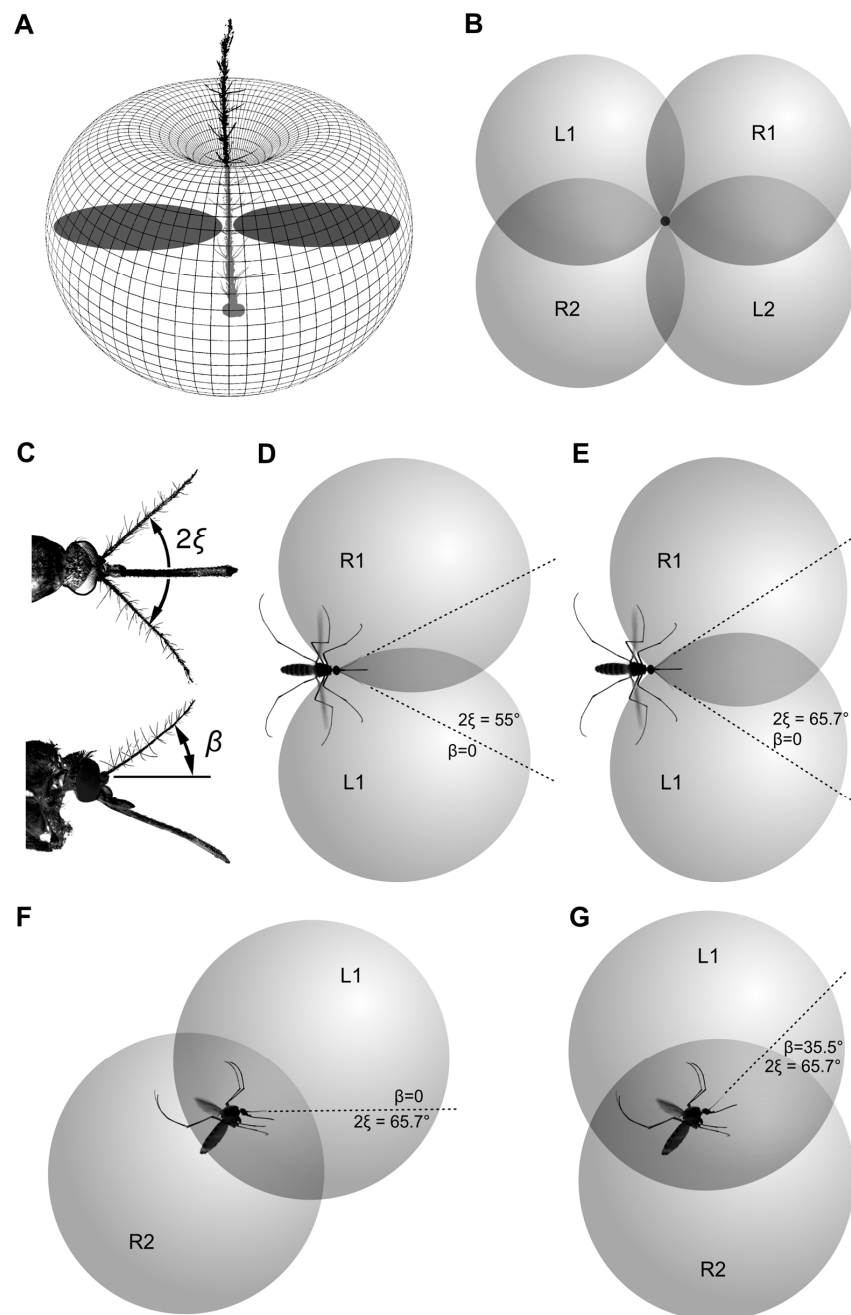 A
B
L1
R1
R2
L2
C
2ξ
β
D
R1
2ξ = 55°
β=0
L1
E
R1
2ξ = 65.7°
β=0
L1
F
L1
β=0
2ξ = 65.7°
R2
G
L1
β=35.5°
2ξ = 65.7°
R2